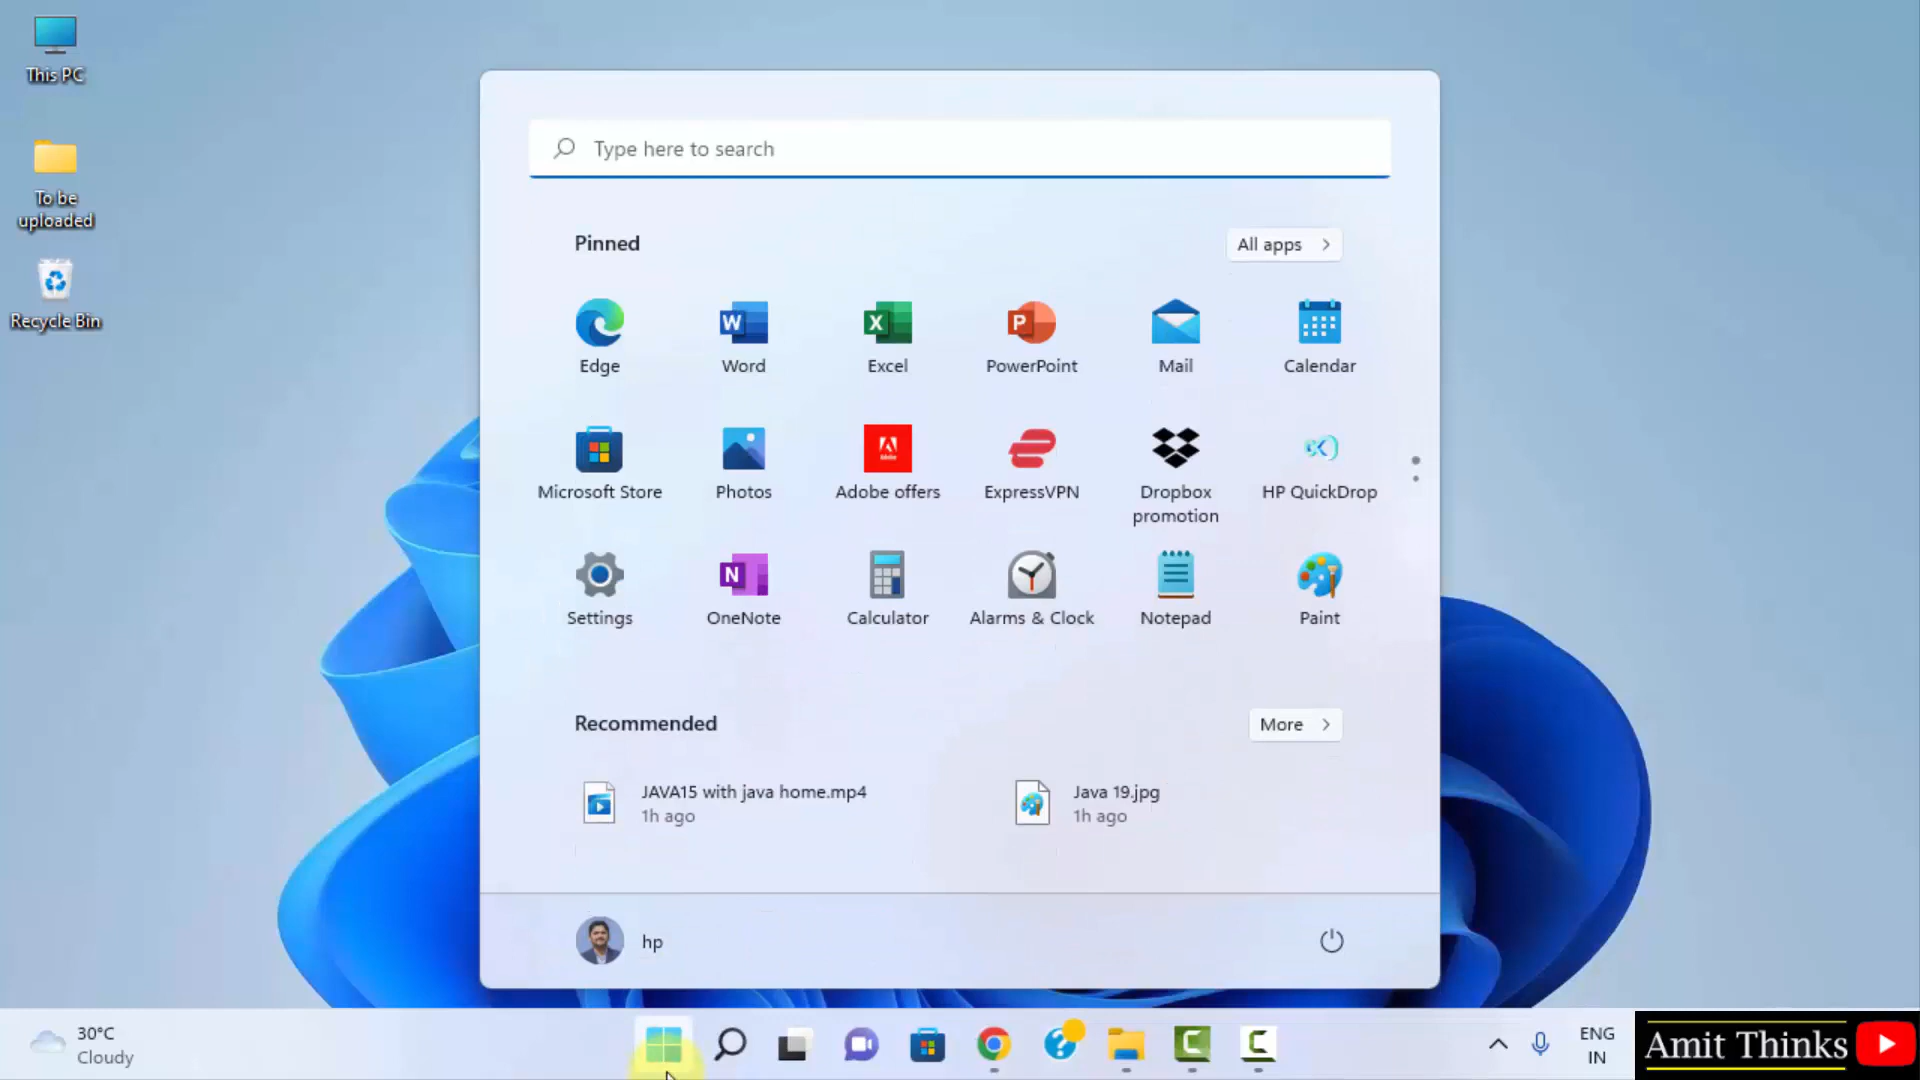 This PC
To be
uploaded
Recycle Bin
Type here to search
Pinned
All apps
Edge
Word
Excel
PowerPoint
Mail
Calendar
Microsoft Store
Photos
Adobe offers
ExpressVPN
Dropbox
promotion
HP QuickDrop
Settings
OneNote
Calculator
Alarms & Clock
Notepad
Paint
Recommended
More
JAVA15 with java home.mp4
1h ago
Java 19.jpg
1h ago
hp
30°C
Cloudy
ENG
IN
Amit Thinks